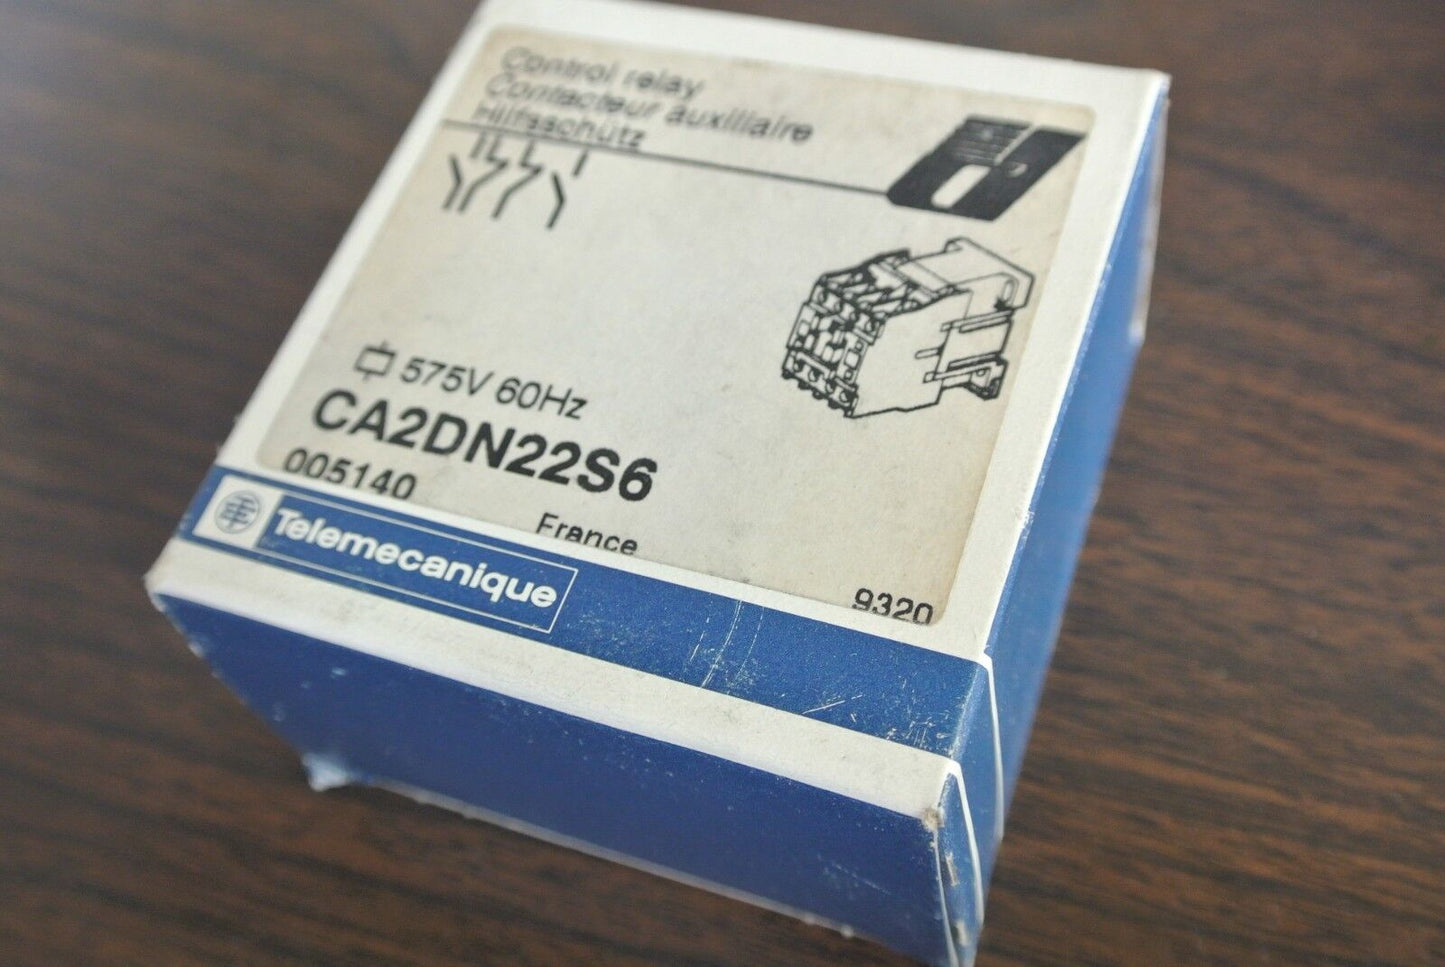 Control relay
Contacteur auxiliaire
Hilfsschütz
575V 60Hz
CA2DN22S6
005140
France
9320
Telemecanique